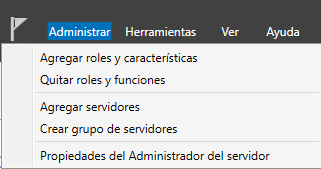 Administrar Herramientas Ver Ayuda
Agregar roles y características
Quitar roles y funciones
Agregar servidores
Crear grupo de servidores
Propiedades del Administrador del servidor